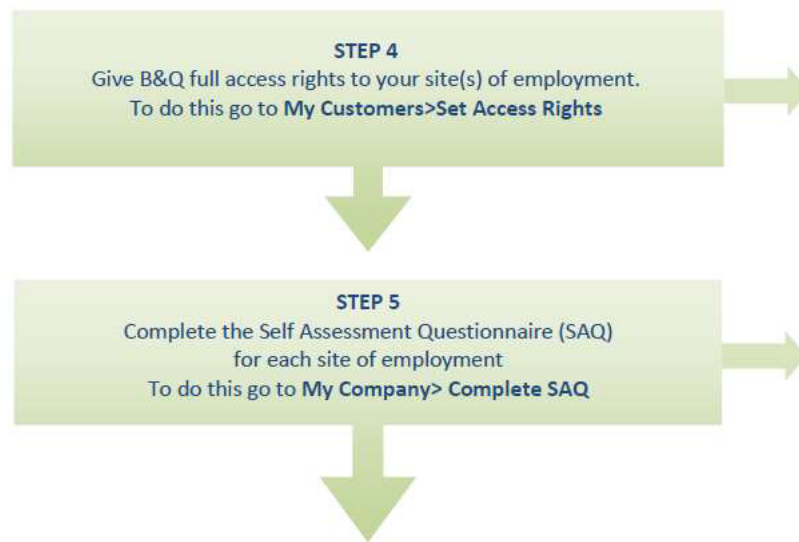 STEP 4
Give B&Q full access rights to your site(s) of employment.
To do this go to My Customers>Set Access Rights
STEP 5
Complete the Self Assessment Questionnaire (SAQ)
for each site of employment
To do this go to My Company> Complete SAQ